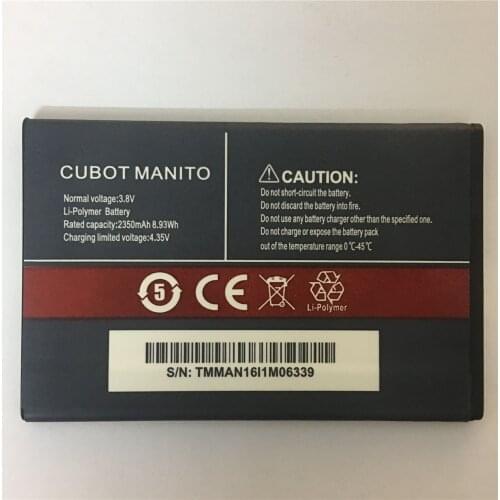 CUBOT MANITO
Normal voltage:3.8V
Li-Polymer Battery
Rated capacity:2350mAh 8.93Wh
Charging limited voltage:4.35V
CAUTION:
Do not short-circuit the battery.
Do not discard the battery into fire.
Do not use any battery charger other than the specified one.
Do not charge or expose the battery pack
out of the temperature range 0℃-45℃
5
CE
Li-Polymer
S/N: TMMAN16I1M06339